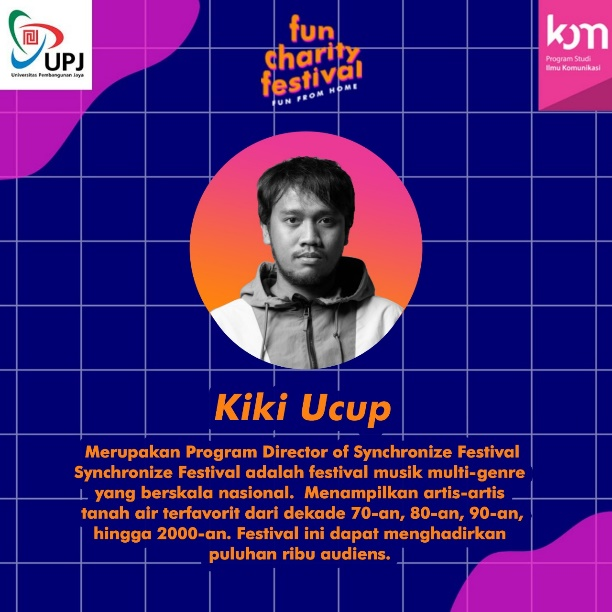 UPJ
Universitas Pembangunan Jaya
fun
charity
festival
FUN FROM HOME
kom
Program Studi
Ilmu Komunikasi
Kiki Ucup
Merupakan Program Director of Synchronize Festival
Synchronize Festival adalah festival musik multi-genre
yang berskala nasional. Menampilkan artis-artis
tanah air terfavorit dari dekade 70-an, 80-an, 90-an,
hingga 2000-an. Festival ini dapat menghadirkan
puluhan ribu audiens.